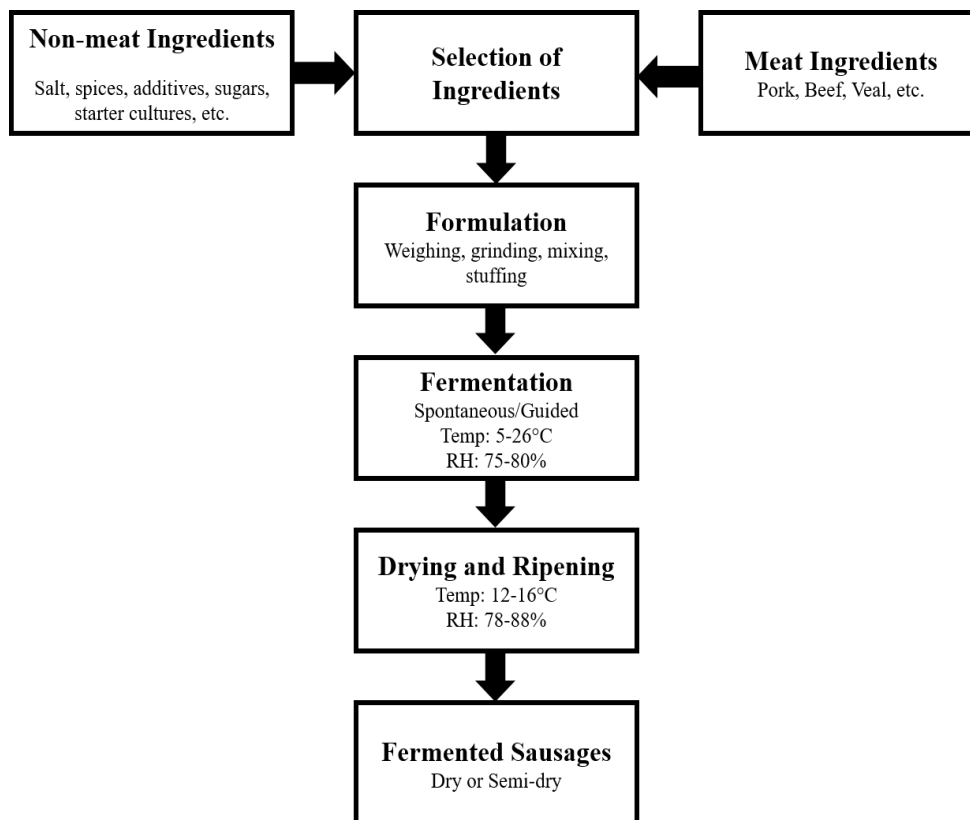 Non-meat Ingredients
Salt, spices, additives, sugars,
starter cultures, etc.
Selection of
Ingredients
Meat Ingredients
Pork, Beef, Veal, etc.
Formulation
Weighing, grinding, mixing,
stuffing
Fermentation
Spontaneous/Guided
Temp: 5-26°C
RH: 75-80%
Drying and Ripening
Temp: 12-16°C
RH: 78-88%
Fermented Sausages
Dry or Semi-dry